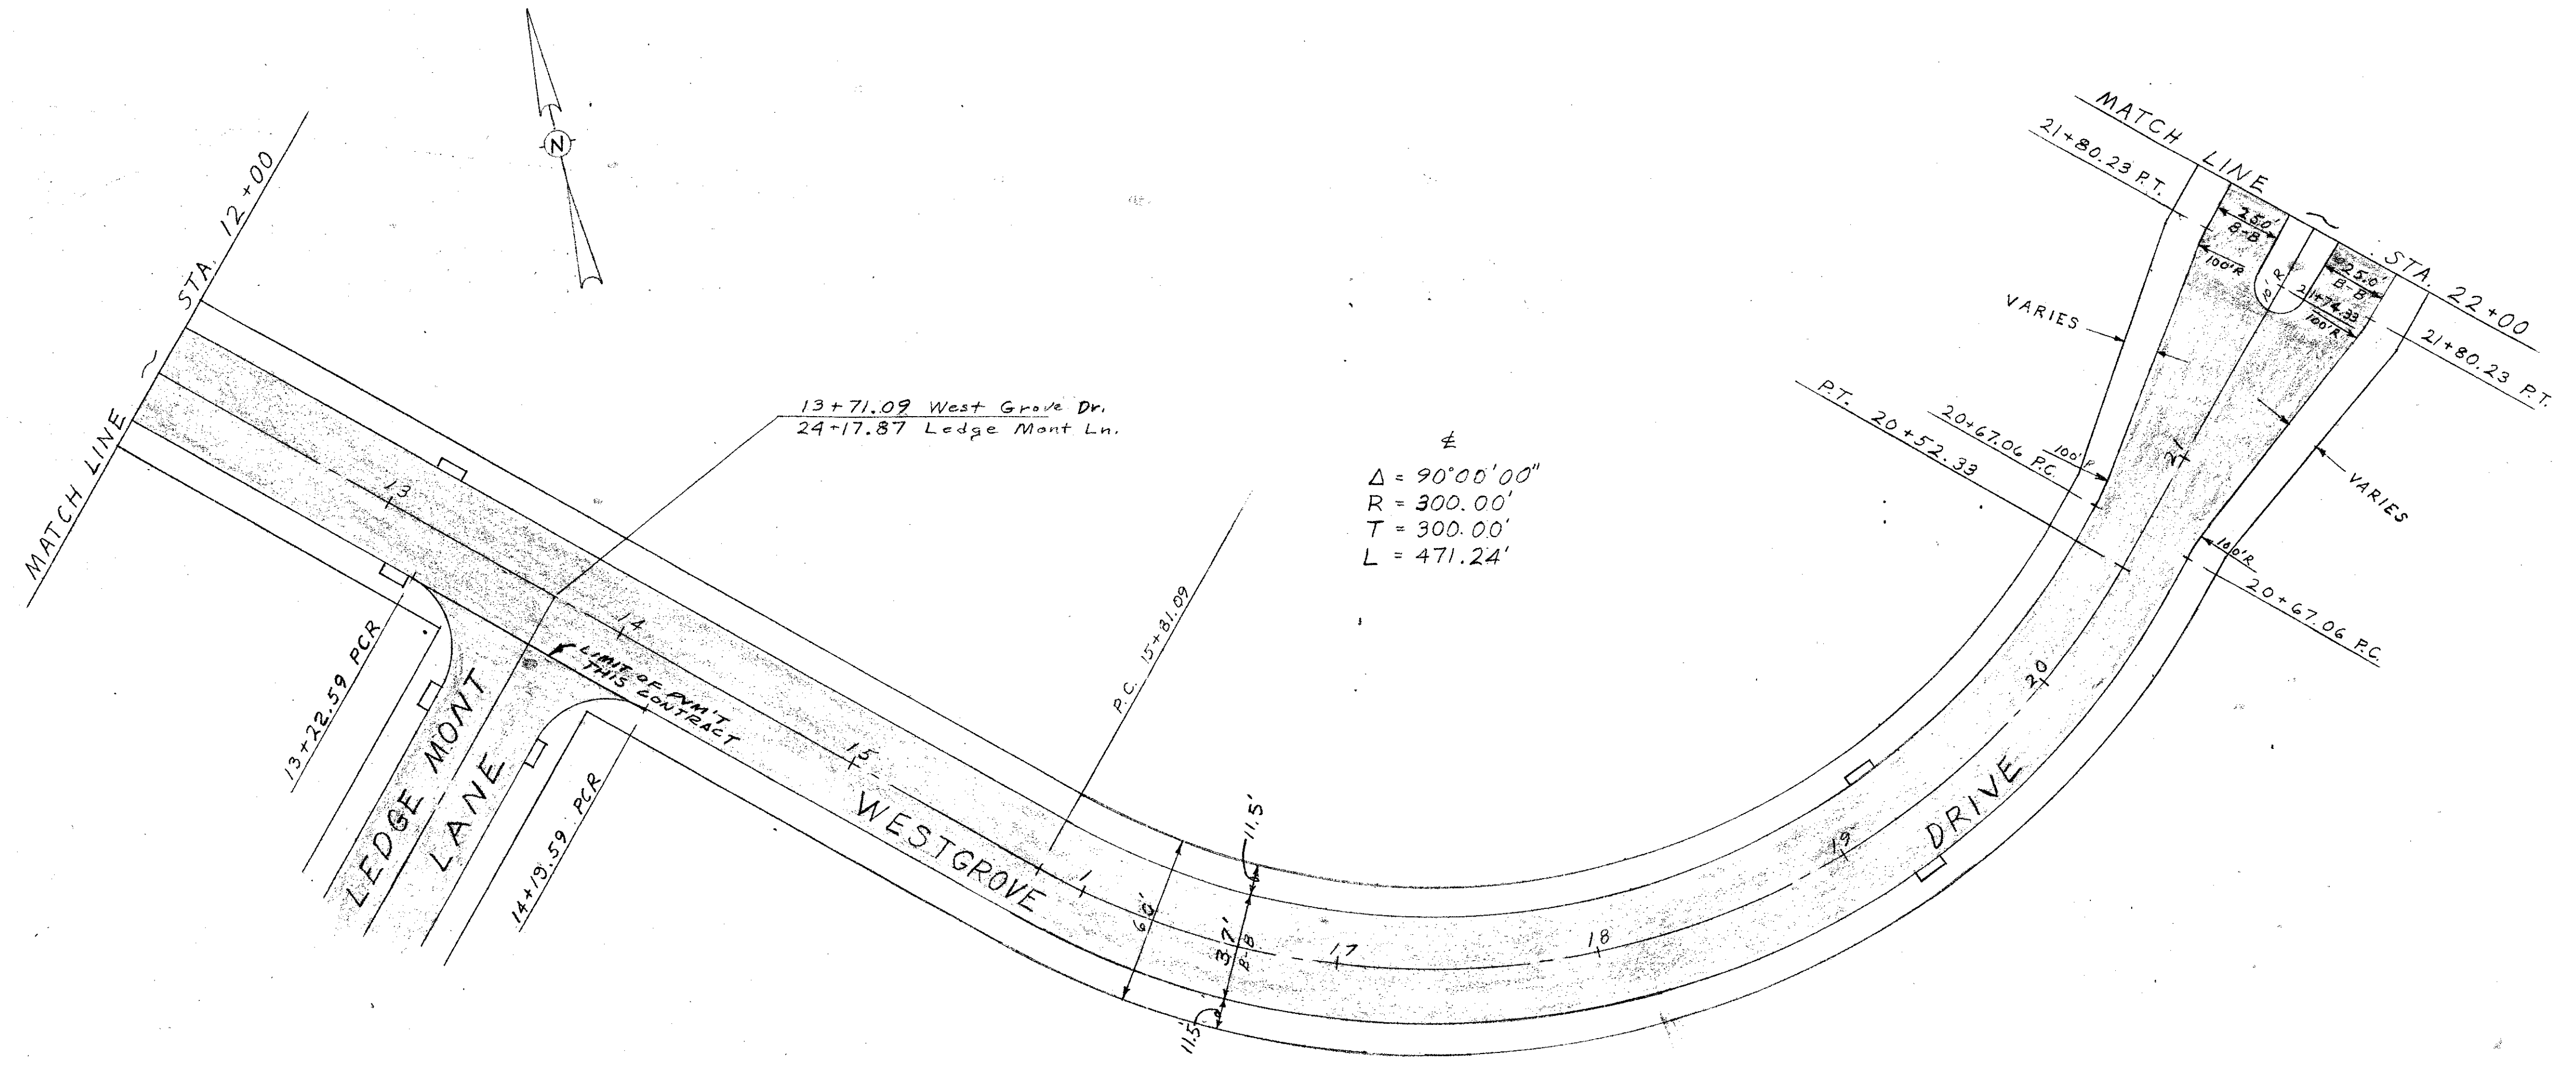 MATCH LINE STA. 12+00
N
MATCH LINE STA. 22+00
21+80.23 P.T.
25.0'
B-B
100'R
10'R
25.0'
B-B
21+74.33
100'R
21+80.23 P.T.
VARIES
VARIES
P.T. 20+52.33
20+67.06 P.C.
100'R
100'R
20+67.06 P.C.
13+71.09 West Grove Dr.
24+17.87 Ledge Mont Ln.
℄
Δ = 90°00'00"
R = 300.00'
T = 300.00'
L = 471.24'
13
14
15
1
17
18
19
20
21
P.C. 15+81.09
LIMIT OF PVM'T
THIS CONTRACT
13+22.59 PCR
14+19.59 PCR
LEDGE MONT
LANE
WESTGROVE
DRIVE
60'
11.5'
37'
B-B
11.5'